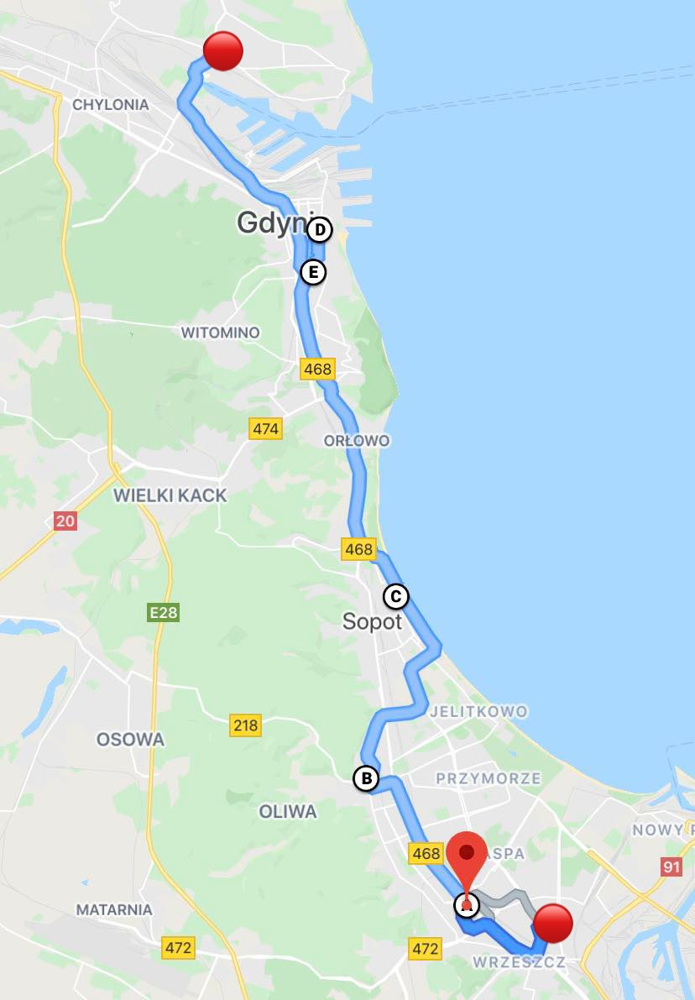 CHYLONIA
D
E
WITOMINO
468
474
ORŁOWO
WIELKI KACK
20
468
C
E28
Sopot
JELITKOWO
218
OSOWA
B
PRZYMORZE
OLIWA
NOWY
468
91
MATARNIA
472
472
WRZESZCZ